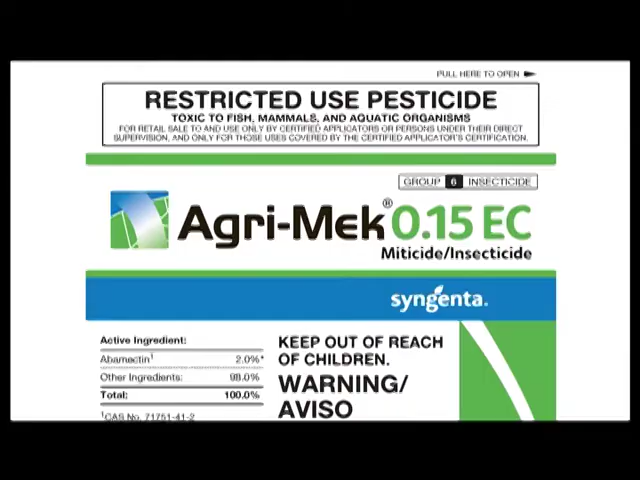 PULL HERE TO OPEN
RESTRICTED USE PESTICIDE
TOXIC TO FISH, MAMMALS, AND AQUATIC ORGANISMS
FOR RETAIL SALE TO AND USE ONLY BY CERTIFIED APPLICATORS OR PERSONS UNDER THEIR DIRECT
SUPERVISION, AND ONLY FOR THOSE USES COVERED BY THE CERTIFIED APPLICATOR'S CERTIFICATION.
GROUP 6 INSECTICIDE
Agri-Mek® 0.15 EC
Miticide/Insecticide
syngenta.
Active Ingredient:
Abamectin¹ 2.0%*
Other Ingredients: 98.0%
Total: 100.0%
¹CAS No. 71751-41-2
KEEP OUT OF REACH
OF CHILDREN.
WARNING/
AVISO